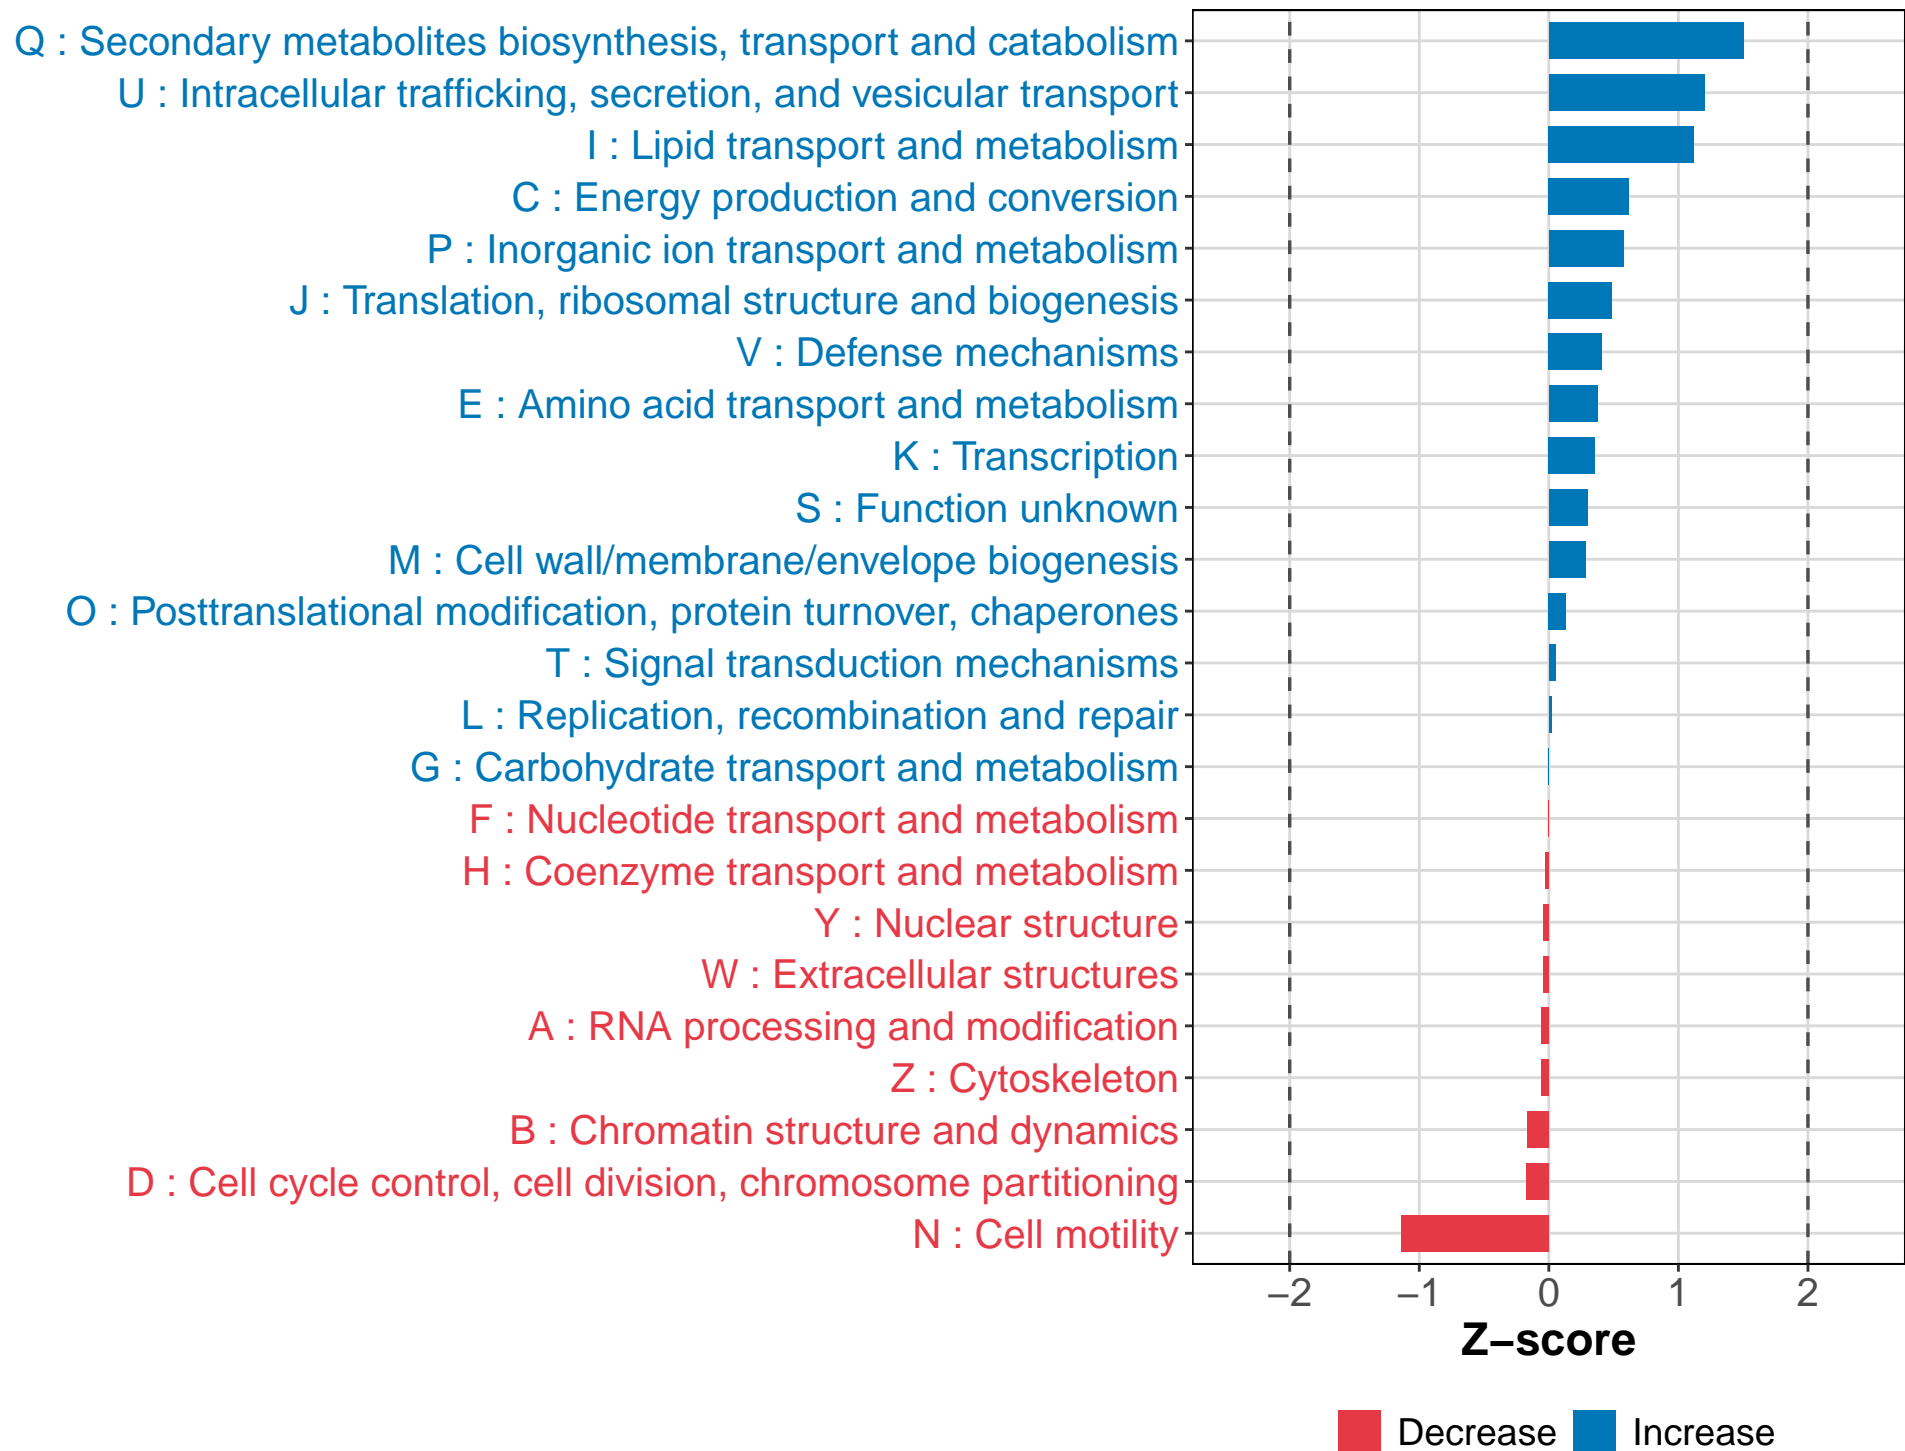 Q : Secondary metabolites biosynthesis, transport and catabolism
U : Intracellular trafficking, secretion, and vesicular transport
I : Lipid transport and metabolism
C : Energy production and conversion
P : Inorganic ion transport and metabolism
J : Translation, ribosomal structure and biogenesis
V : Defense mechanisms
E : Amino acid transport and metabolism
K : Transcription
S : Function unknown
M : Cell wall/membrane/envelope biogenesis
O : Posttranslational modification, protein turnover, chaperones
T : Signal transduction mechanisms
L : Replication, recombination and repair
G : Carbohydrate transport and metabolism
F : Nucleotide transport and metabolism
H : Coenzyme transport and metabolism
Y : Nuclear structure
W : Extracellular structures
A : RNA processing and modification
Z : Cytoskeleton
B : Chromatin structure and dynamics
D : Cell cycle control, cell division, chromosome partitioning
N : Cell motility
−2 −1 0 1 2
Z−score
Decrease Increase